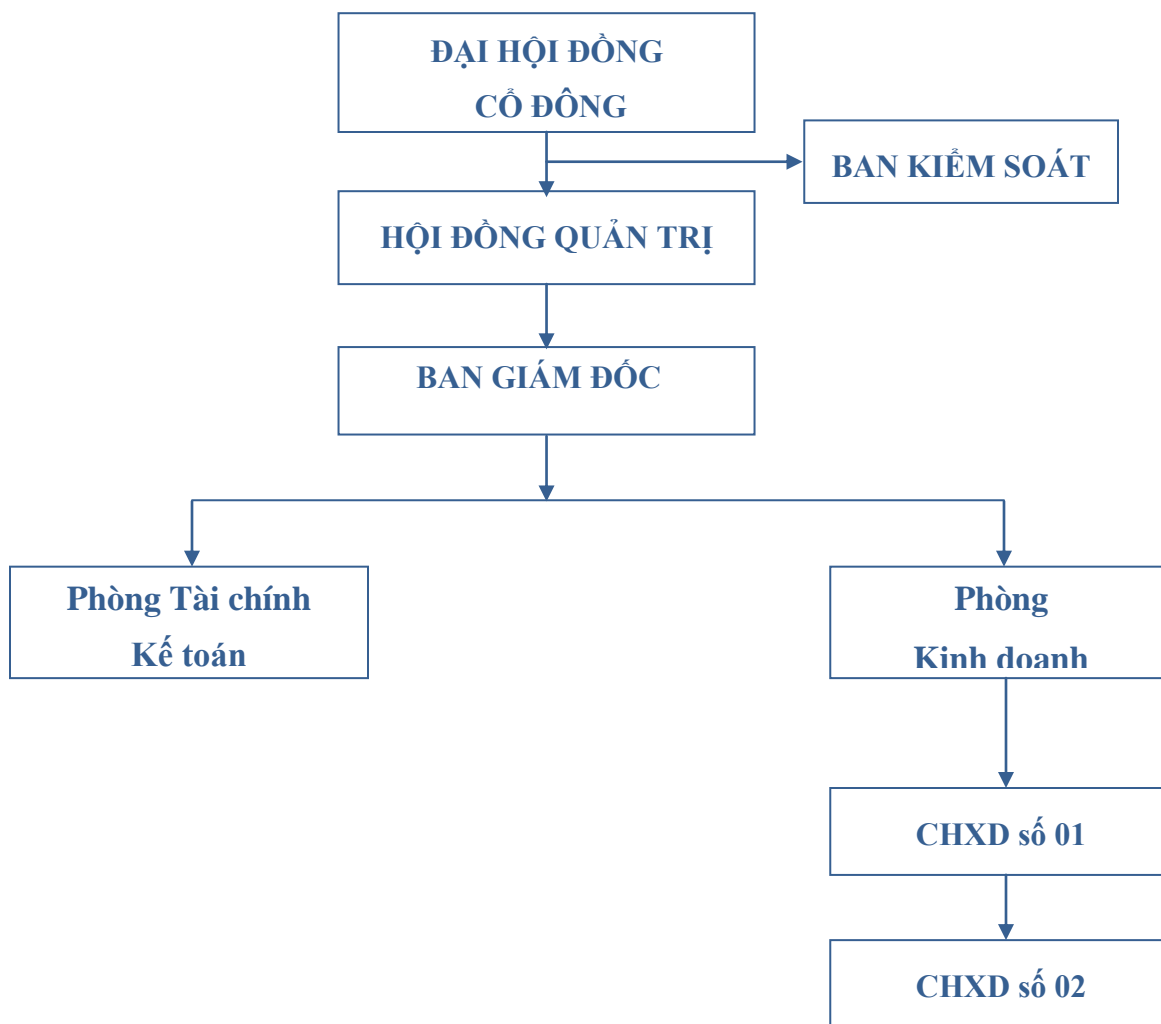 ĐẠI HỘI ĐỒNG
CỔ ĐÔNG
BAN KIỂM SOÁT
HỘI ĐỒNG QUẢN TRỊ
BAN GIÁM ĐỐC
Phòng Tài chính
Kế toán
Phòng
Kinh doanh
CHXD số 01
CHXD số 02